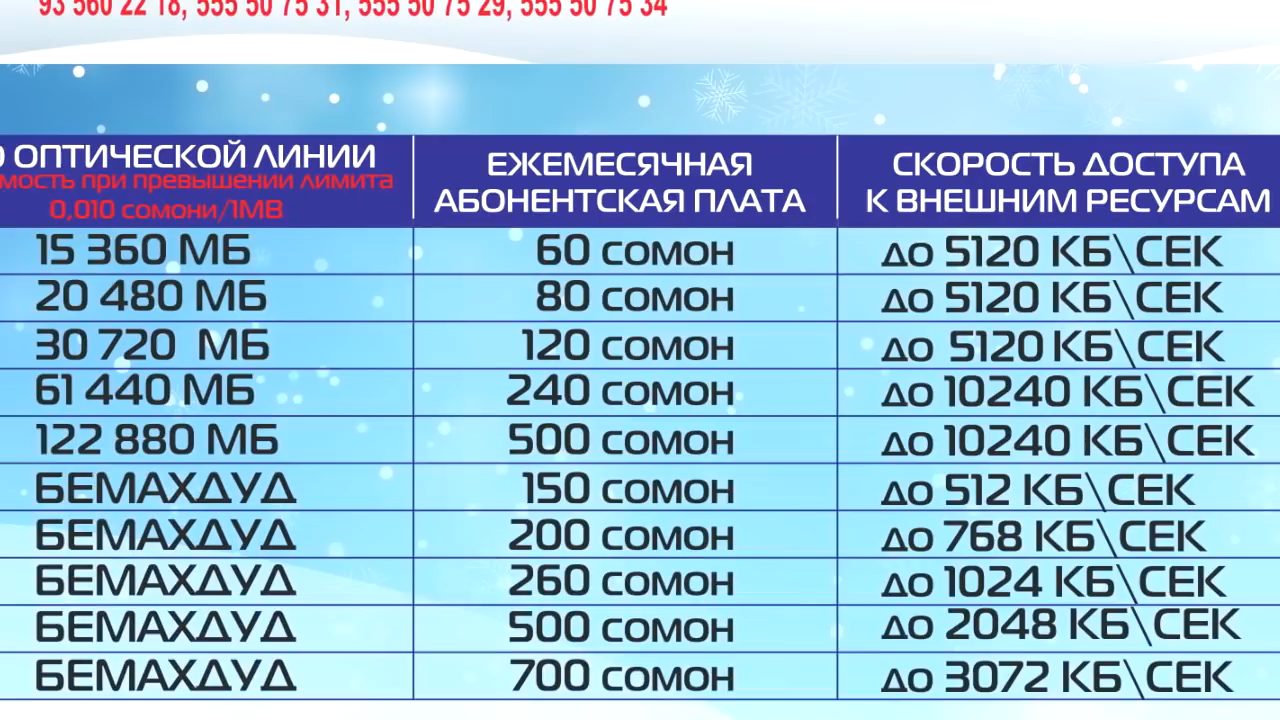 93 560 22 18, 555 50 75 31, 555 50 75 29, 555 50 75 34
ОПТИЧЕСКОЙ ЛИНИИ
при превышении лимита
0,010 сомони/1МВ
ЕЖЕМЕСЯЧНАЯ
АБОНЕНТСКАЯ ПЛАТА
СКОРОСТЬ ДОСТУПА
К ВНЕШНИМ РЕСУРСАМ
15 360 МБ 60 сомон до 5120 КБ\СЕК
20 480 МБ 80 сомон до 5120 КБ\СЕК
30 720 МБ 120 сомон до 5120 КБ\СЕК
61 440 МБ 240 сомон до 10240 КБ\СЕК
122 880 МБ 500 сомон до 10240 КБ\СЕК
БЕМАХДУД 150 сомон до 512 КБ\СЕК
БЕМАХДУД 200 сомон до 768 КБ\СЕК
БЕМАХДУД 260 сомон до 1024 КБ\СЕК
БЕМАХДУД 500 сомон до 2048 КБ\СЕК
БЕМАХДУД 700 сомон до 3072 КБ\СЕК